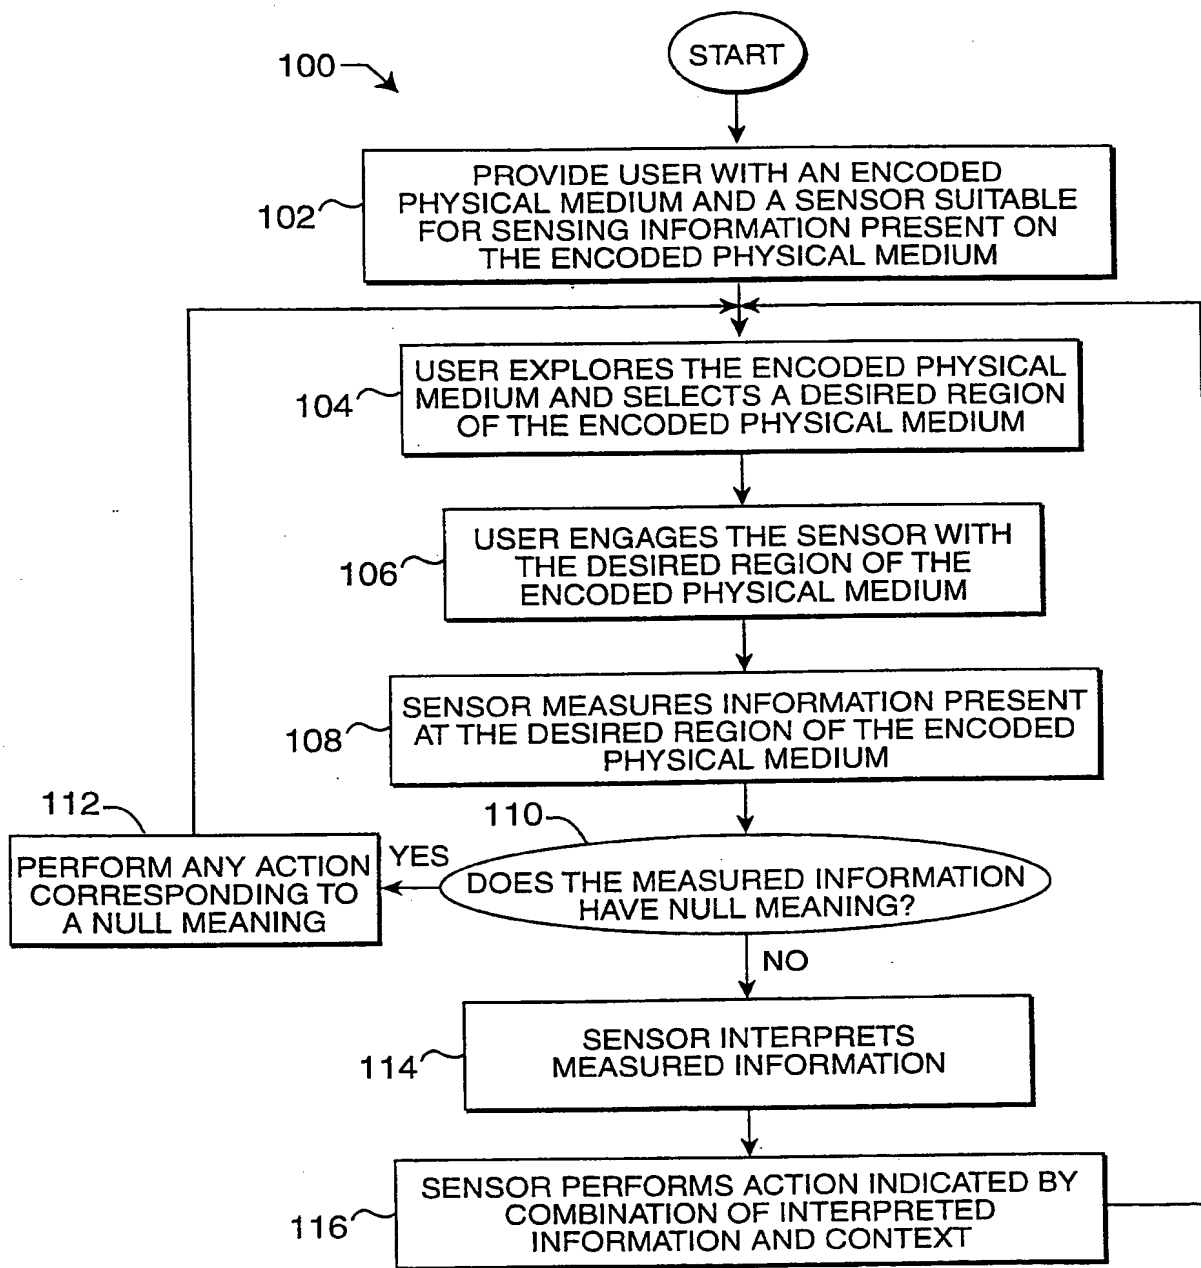 START
100
PROVIDE USER WITH AN ENCODED
PHYSICAL MEDIUM AND A SENSOR SUITABLE
FOR SENSING INFORMATION PRESENT ON
THE ENCODED PHYSICAL MEDIUM
102
USER EXPLORES THE ENCODED PHYSICAL
MEDIUM AND SELECTS A DESIRED REGION
OF THE ENCODED PHYSICAL MEDIUM
104
USER ENGAGES THE SENSOR WITH
THE DESIRED REGION OF THE
ENCODED PHYSICAL MEDIUM
106
SENSOR MEASURES INFORMATION PRESENT
AT THE DESIRED REGION OF THE ENCODED
PHYSICAL MEDIUM
108
112
110
PERFORM ANY ACTION
CORRESPONDING TO
A NULL MEANING
YES
DOES THE MEASURED INFORMATION
HAVE NULL MEANING?
NO
SENSOR INTERPRETS
MEASURED INFORMATION
114
SENSOR PERFORMS ACTION INDICATED BY
COMBINATION OF INTERPRETED
INFORMATION AND CONTEXT
116